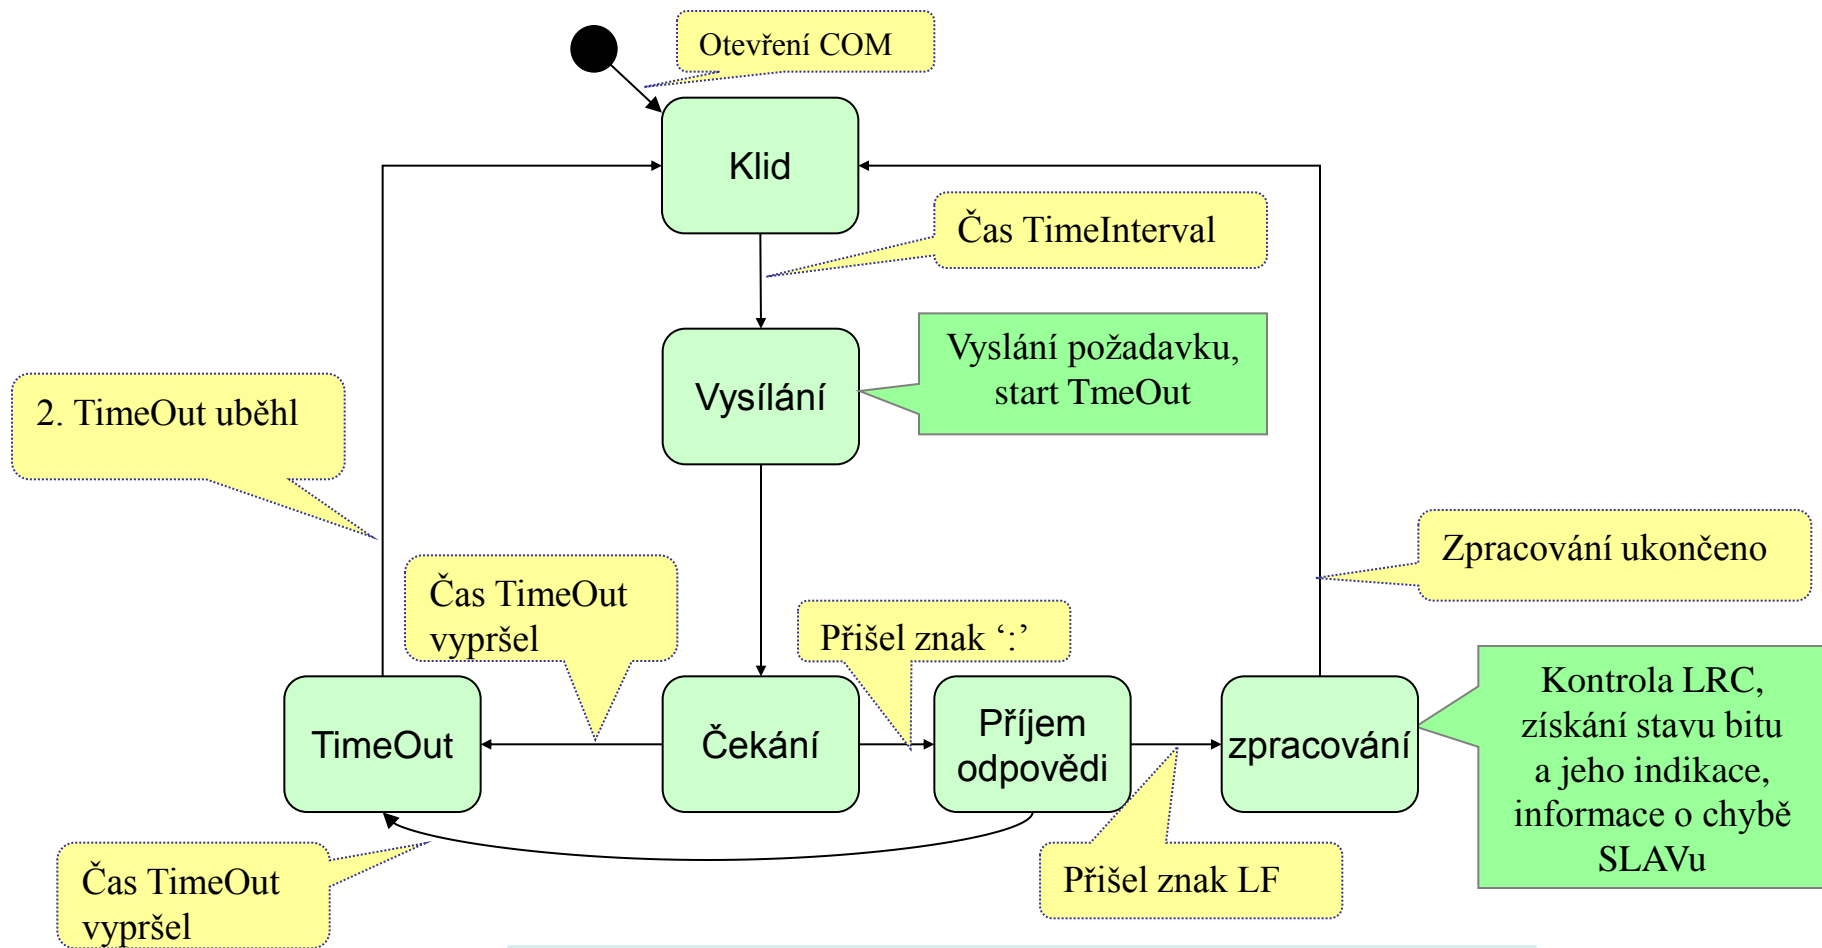 Otevření COM
Klid
Čas TimeInterval
Vyslání požadavku,
start TmeOut
Vysílání
2. TimeOut uběhl
Zpracování ukončeno
Čas TimeOut
vypršel
Přišel znak ‘:’
TimeOut
Čekání
Příjem
odpovědi
zpracování
Kontrola LRC,
získání stavu bitu
a jeho indikace,
informace o chybě
SLAVu
Čas TimeOut
vypršel
Přišel znak LF